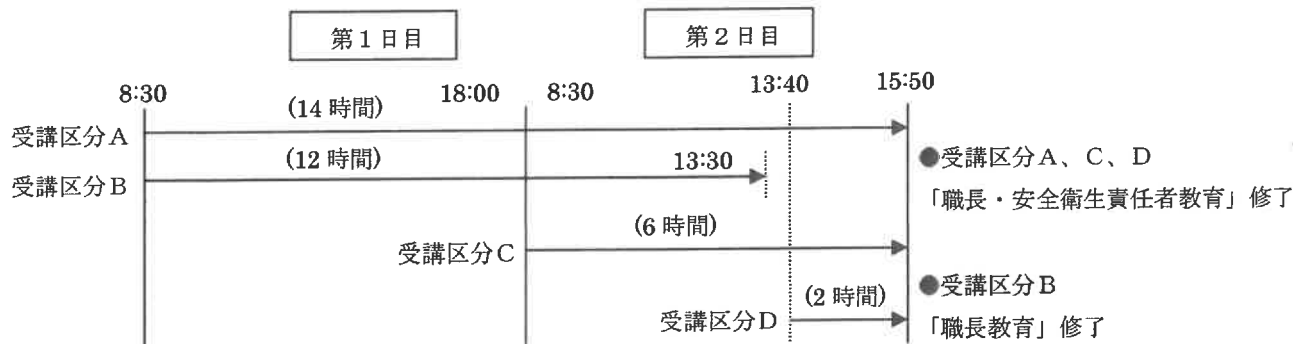 第1日目
第2日目
8:30
18:00
8:30
13:40
15:50
(14 時間)
受講区分A
(12 時間)
13:30
受講区分B
●受講区分A、C、D
「職長・安全衛生責任者教育」修了
(6 時間)
受講区分C
●受講区分B
(2 時間)
受講区分D
「職長教育」修了